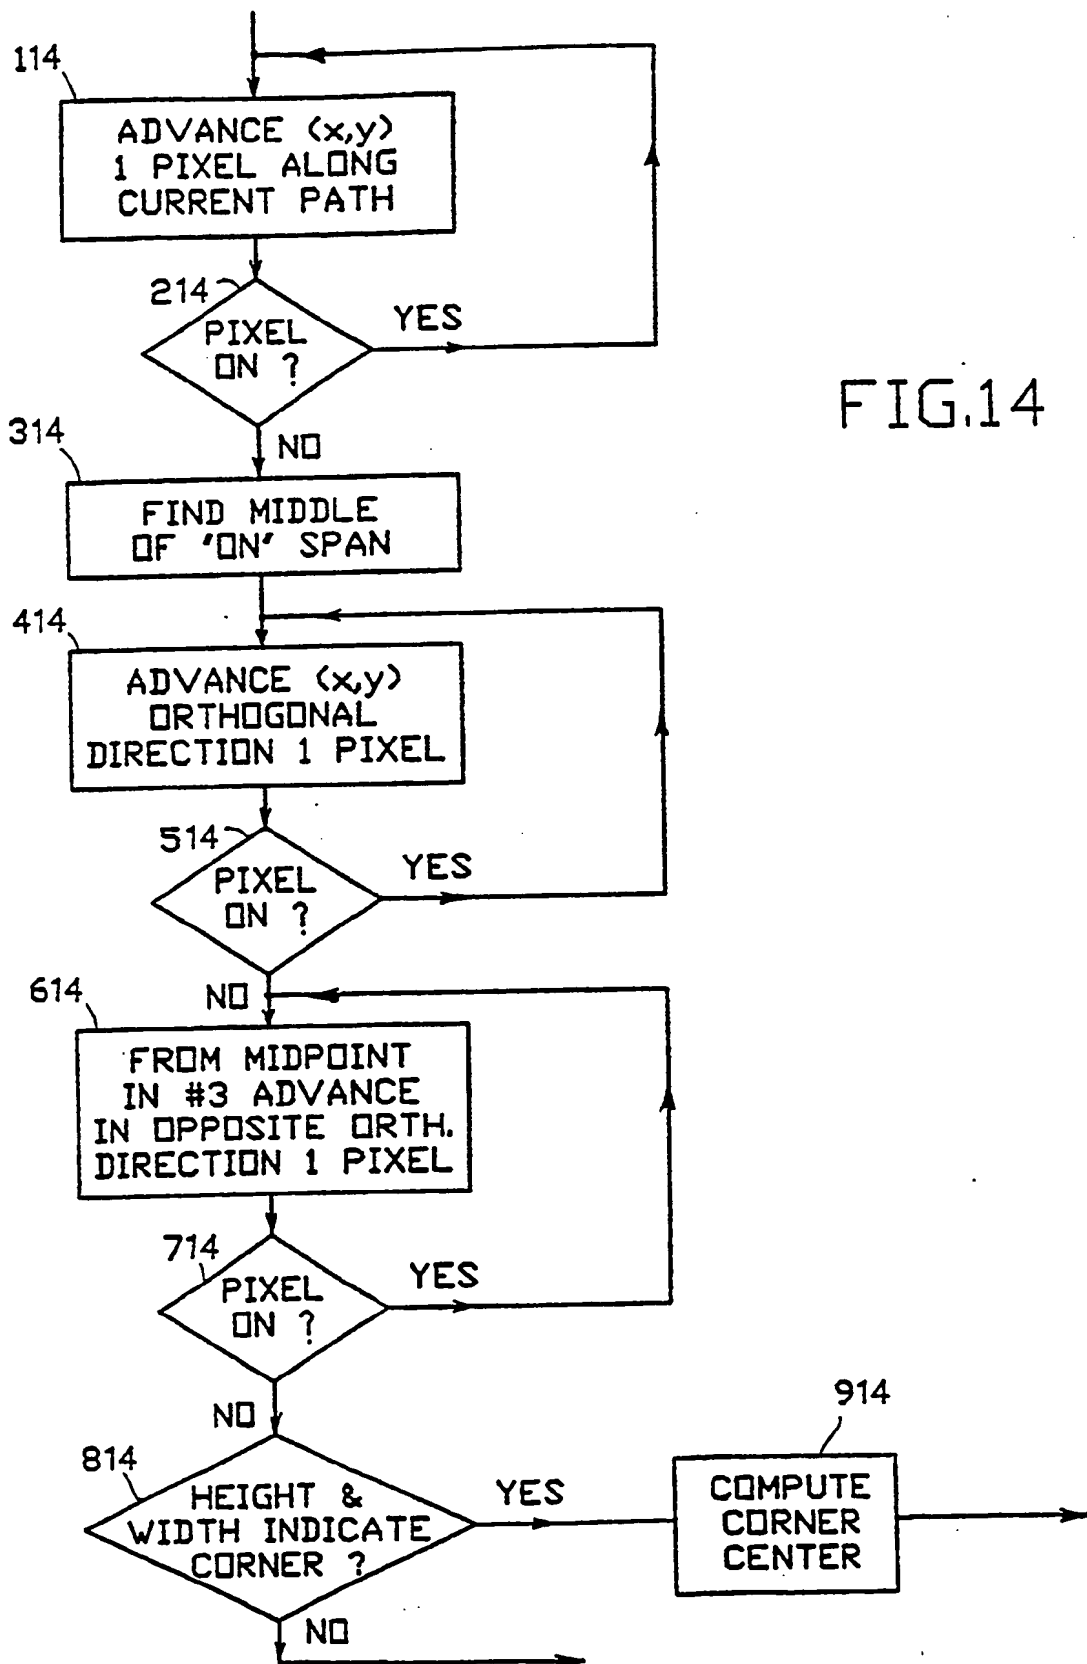 114
ADVANCE (x,y)
1 PIXEL ALONG
CURRENT PATH
214
PIXEL
ON ?
YES
NO
FIG.14
314
FIND MIDDLE
OF 'ON' SPAN
414
ADVANCE (x,y)
ORTHOGONAL
DIRECTION 1 PIXEL
514
PIXEL
ON ?
YES
NO
614
FROM MIDPOINT
IN #3 ADVANCE
IN OPPOSITE ORTH.
DIRECTION 1 PIXEL
714
PIXEL
ON ?
YES
NO
814
HEIGHT &
WIDTH INDICATE
CORNER ?
YES
NO
914
COMPUTE
CORNER
CENTER